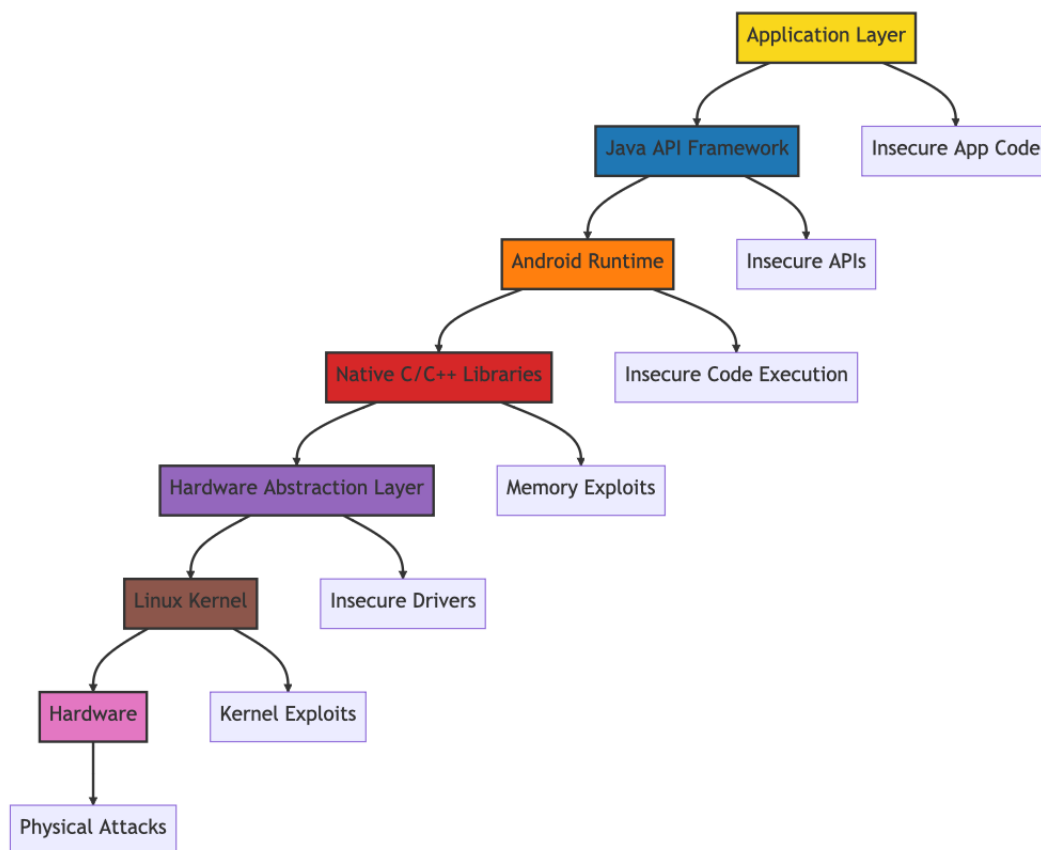 Application Layer
Java API Framework
Insecure App Code
Android Runtime
Insecure APIs
Native C/C++ Libraries
Insecure Code Execution
Hardware Abstraction Layer
Memory Exploits
Linux Kernel
Insecure Drivers
Hardware
Kernel Exploits
Physical Attacks